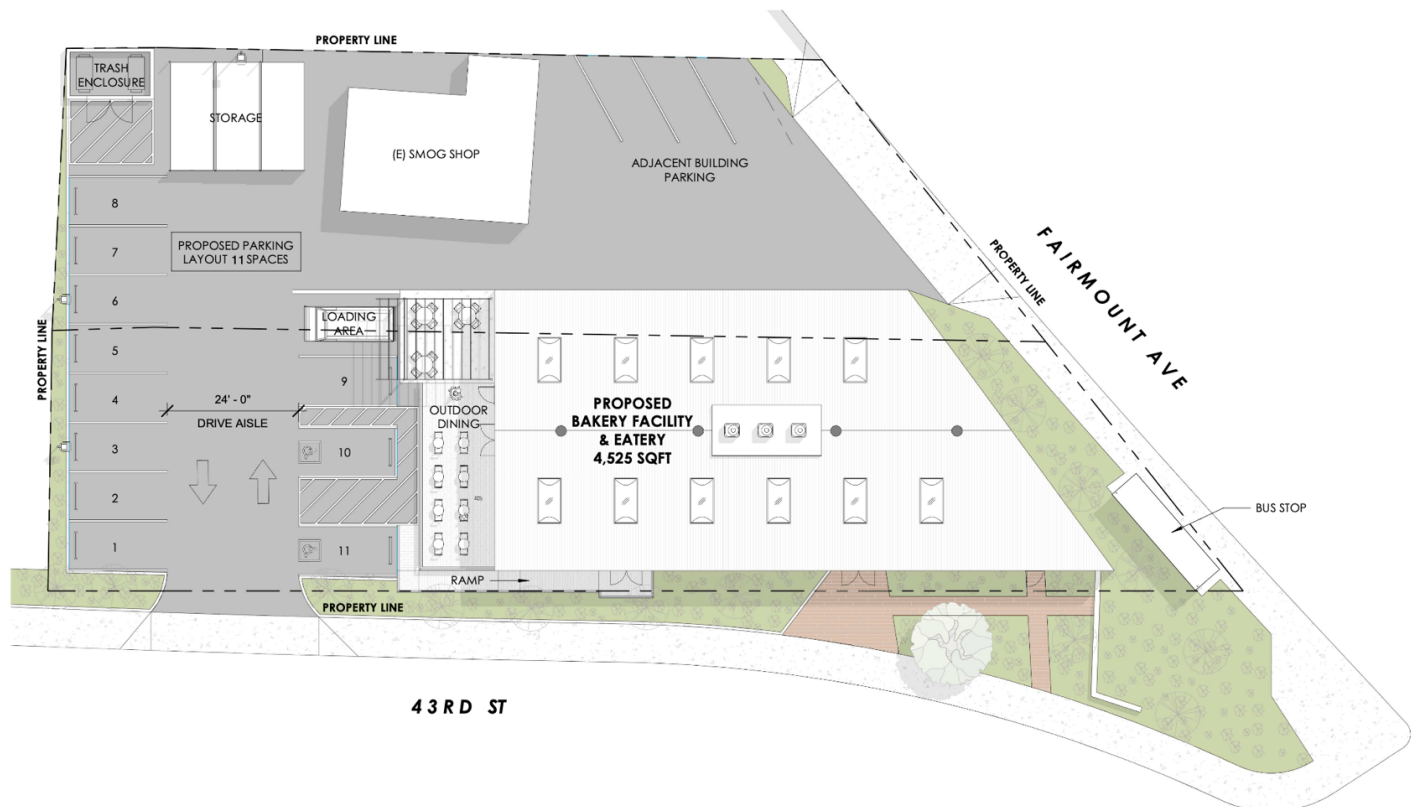 PROPERTY LINE
TRASH
ENCLOSURE
STORAGE
(E) SMOG SHOP
ADJACENT BUILDING
PARKING
8
7
PROPOSED PARKING
LAYOUT 11 SPACES
6
PROPERTY LINE
FAIRMOUNT AVE
LOADING
AREA
PROPERTY LINE
5
9
4
24' - 0"
DRIVE AISLE
OUTDOOR
DINING
PROPOSED
BAKERY FACILITY
& EATERY
4,525 SQFT
3
10
2
BUS STOP
1
11
RAMP
PROPERTY LINE
43RD ST